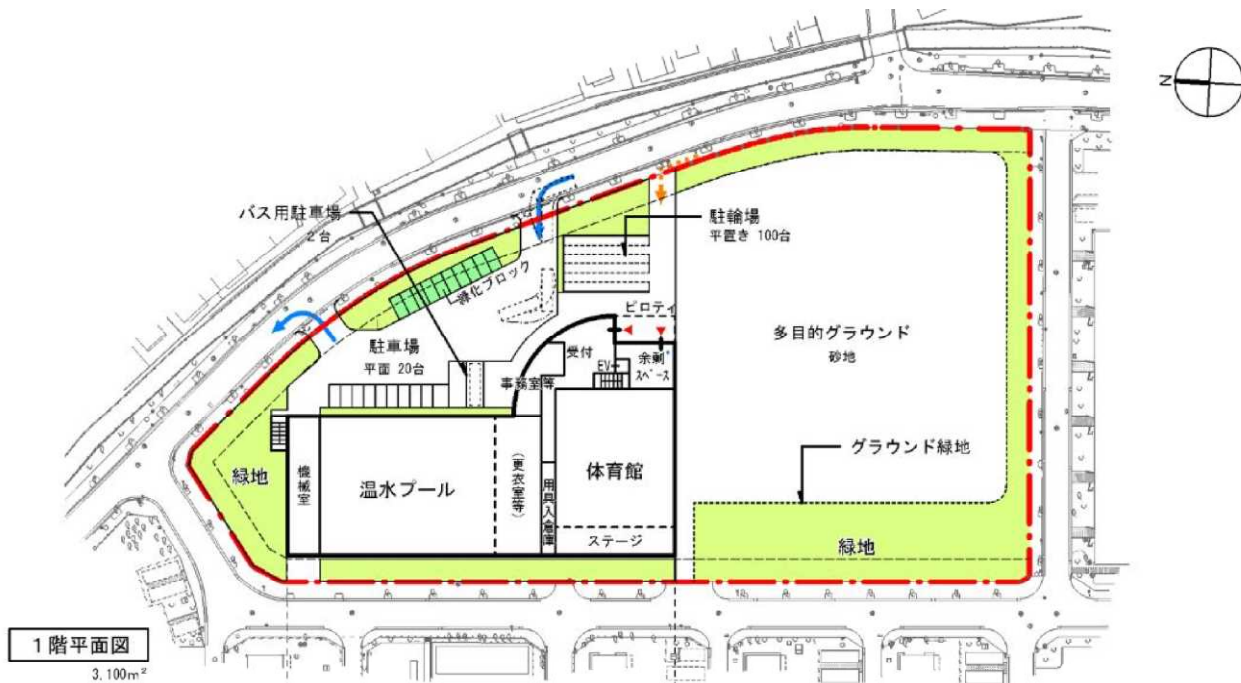 N
バス用駐車場
2台
駐輪場
平置き 100台
緑化ブロック
ピロティ
多目的グラウンド
砂地
駐車場
平面 20台
受付
EV
余剰
スペース
事務室等
グラウンド緑地
緑地
機械室
温水プール
(更衣室等)
用具入倉庫
体育館
ステージ
緑地
1階平面図
3,100m²